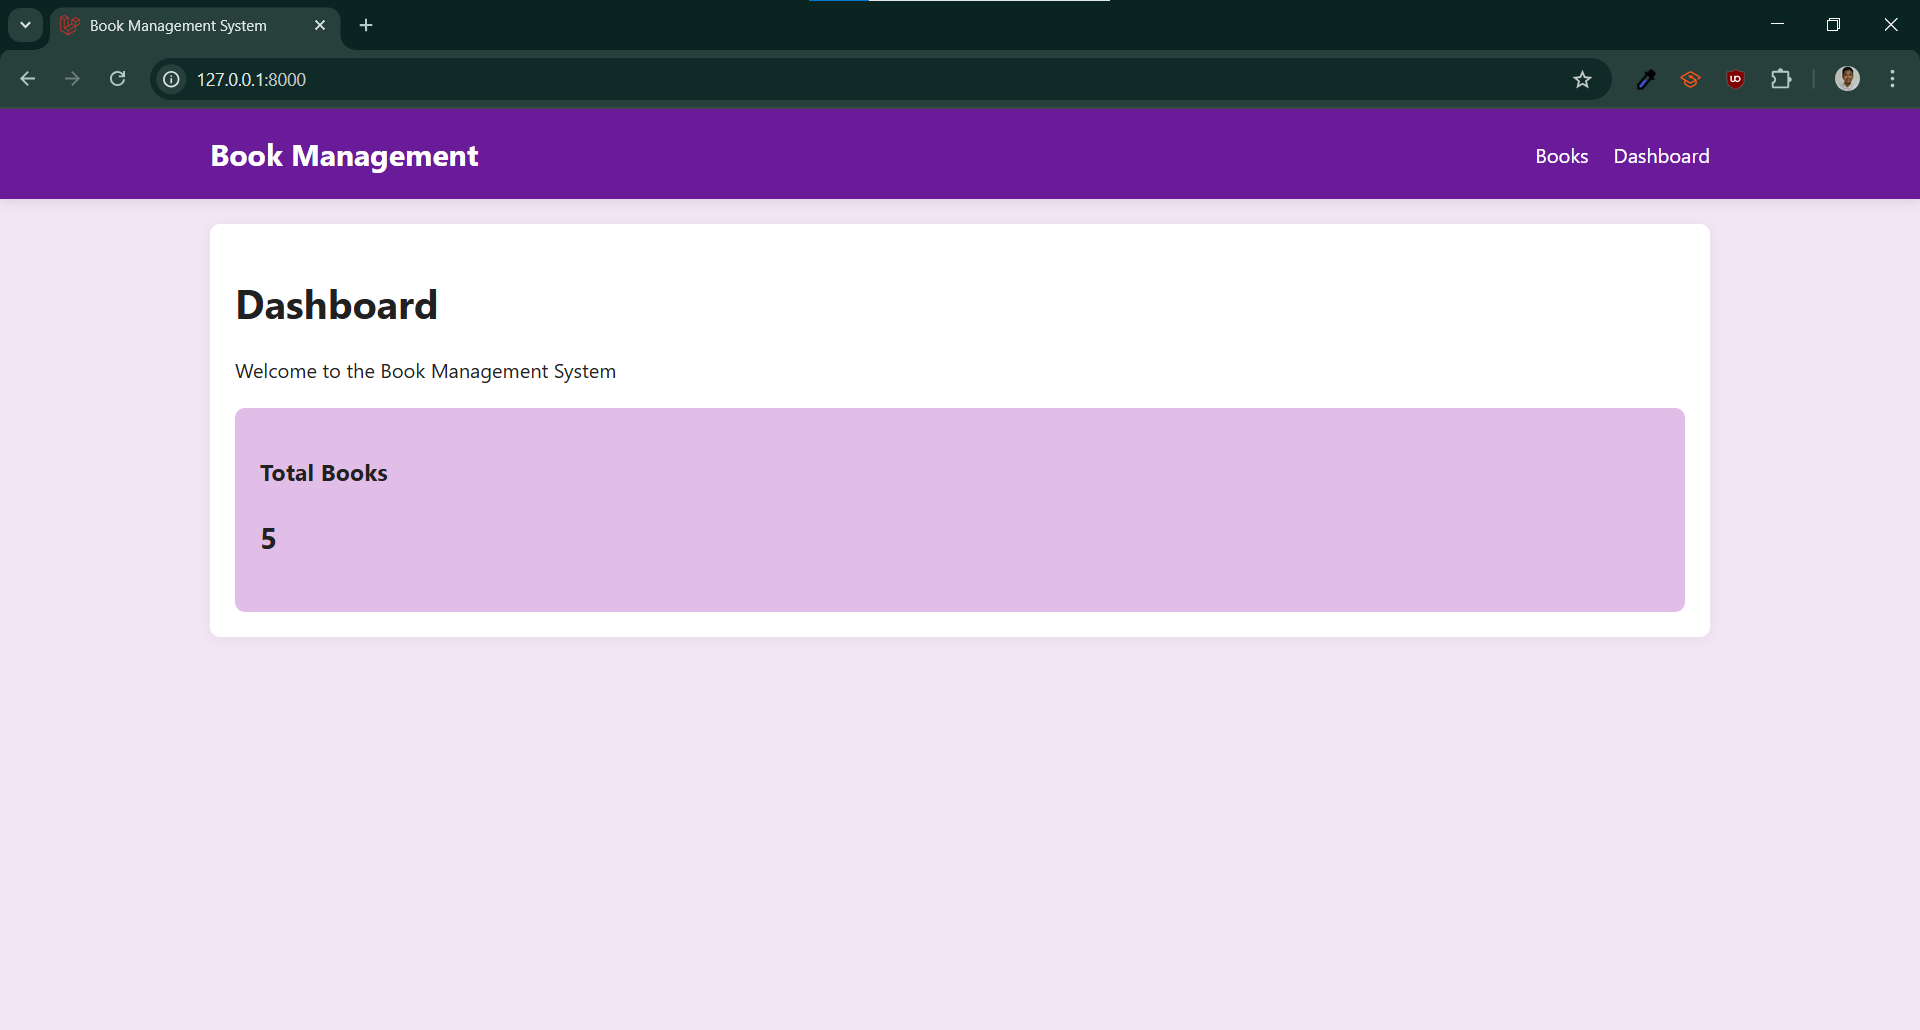 Book Management System
127.0.0.1:8000
Book Management
Books Dashboard
Dashboard
Welcome to the Book Management System
Total Books
5